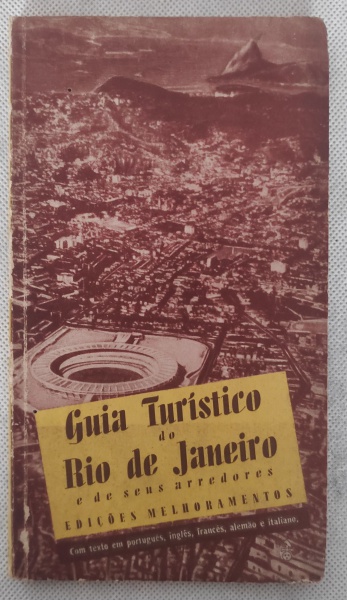 Guia Turístico
do
Rio de Janeiro
e de seus arredores
EDIÇÕES MELHORAMENTOS
Com texto em português, inglês, francês, alemão e italiano.